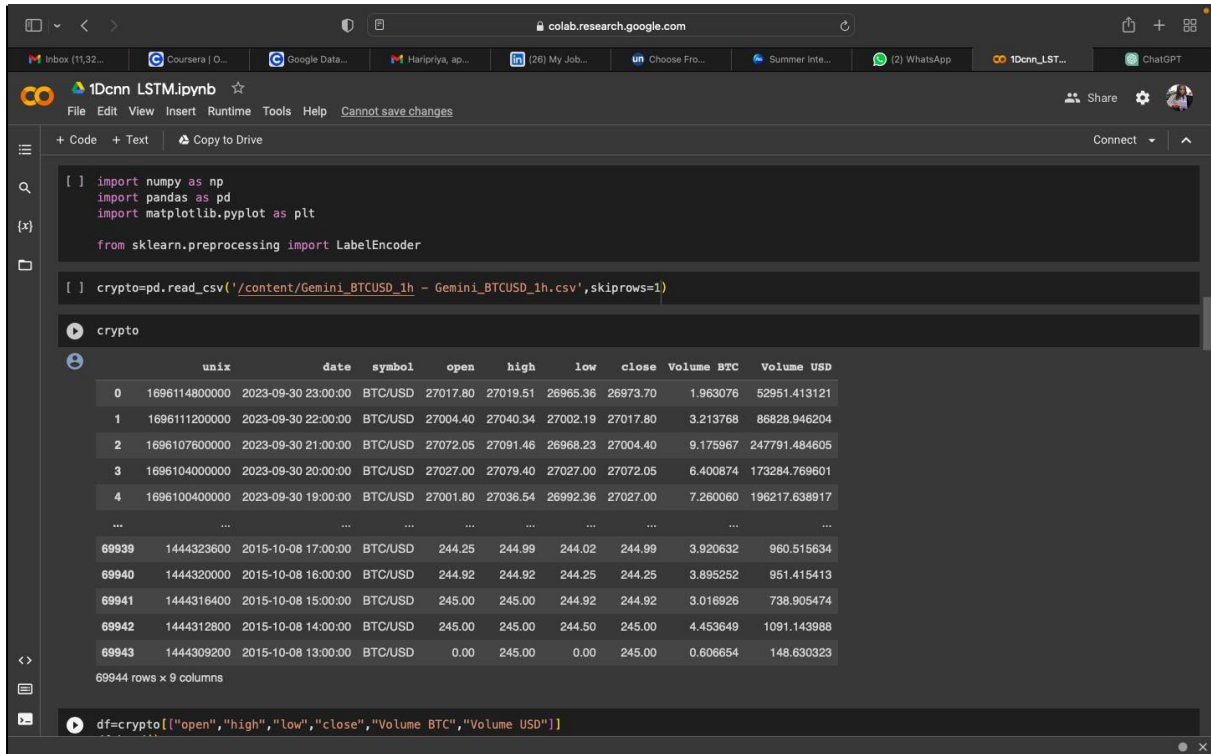 colab.research.google.com
Inbox (11,32... Coursera | O... Google Data... Haripriya, ap... (26) My Job... Choose Fro... Summer Inte... (2) WhatsApp 1Dcnn_LST... ChatGPT
1Dcnn LSTM.ipynb
File Edit View Insert Runtime Tools Help Cannot save changes
Share
+ Code + Text Copy to Drive
Connect
[ ] import numpy as np
import pandas as pd
import matplotlib.pyplot as plt
from sklearn.preprocessing import LabelEncoder
[ ] crypto=pd.read_csv('/content/Gemini_BTCUSD_1h - Gemini_BTCUSD_1h.csv',skiprows=1)
crypto
unix date symbol open high low close Volume BTC Volume USD
0 1696114800000 2023-09-30 23:00:00 BTC/USD 27017.80 27019.51 26965.36 26973.70 1.963076 52951.413121
1 1696111200000 2023-09-30 22:00:00 BTC/USD 27004.40 27040.34 27002.19 27017.80 3.213768 86828.946204
2 1696107600000 2023-09-30 21:00:00 BTC/USD 27072.05 27091.46 26968.23 27004.40 9.175967 247791.484605
3 1696104000000 2023-09-30 20:00:00 BTC/USD 27027.00 27079.40 27027.00 27072.05 6.400874 173284.769601
4 1696100400000 2023-09-30 19:00:00 BTC/USD 27001.80 27036.54 26992.36 27027.00 7.260060 196217.638917
... ... ... ... ... ... ... ... ... ...
69939 1444323600 2015-10-08 17:00:00 BTC/USD 244.25 244.99 244.02 244.99 3.920632 960.515634
69940 1444320000 2015-10-08 16:00:00 BTC/USD 244.92 244.92 244.25 244.25 3.895252 951.415413
69941 1444316400 2015-10-08 15:00:00 BTC/USD 245.00 245.00 244.92 244.92 3.016926 738.905474
69942 1444312800 2015-10-08 14:00:00 BTC/USD 245.00 245.00 244.50 245.00 4.453649 1091.143988
69943 1444309200 2015-10-08 13:00:00 BTC/USD 0.00 245.00 0.00 245.00 0.606654 148.630323
69944 rows × 9 columns
df=crypto[["open","high","low","close","Volume BTC","Volume USD"]]